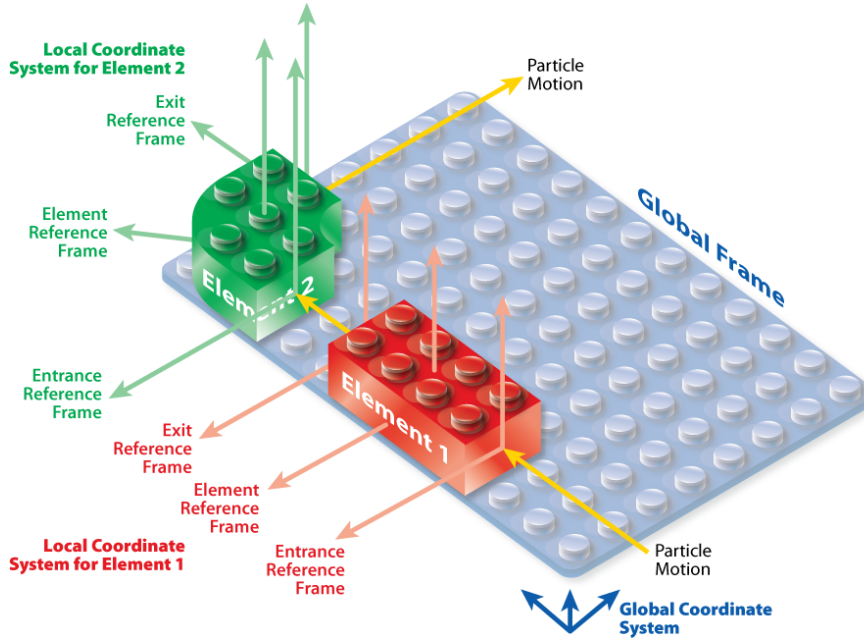 Local Coordinate
System for Element 2
Exit
Reference
Frame
Particle
Motion
Element
Reference
Frame
Global Frame
Element 2
Entrance
Reference
Frame
Element 1
Exit
Reference
Frame
Element
Reference
Frame
Local Coordinate
System for Element 1
Entrance
Reference
Frame
Particle
Motion
Global Coordinate
System